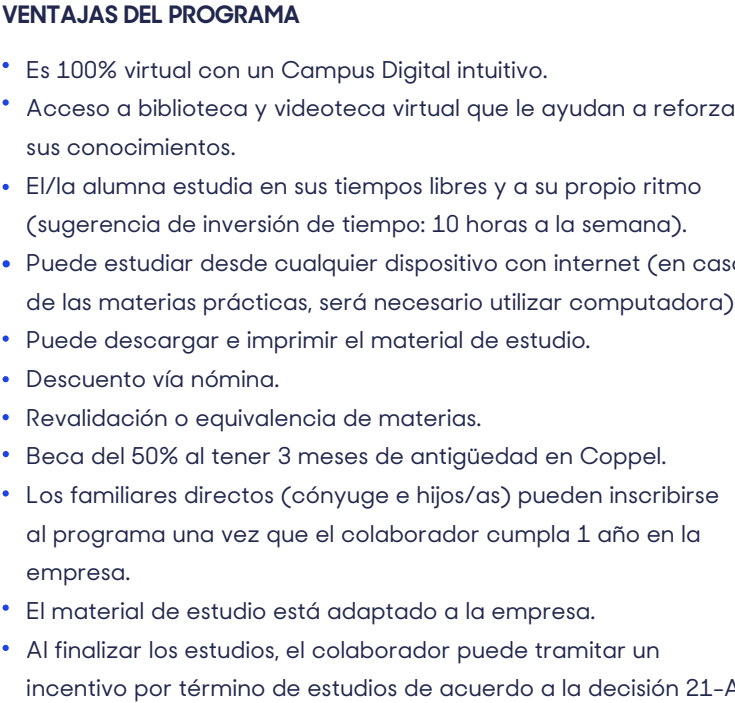 VENTAJAS DEL PROGRAMA
• Es 100% virtual con un Campus Digital intuitivo.
• Acceso a biblioteca y videoteca virtual que le ayudan a reforza
sus conocimientos.
• El/la alumna estudia en sus tiempos libres y a su propio ritmo
(sugerencia de inversión de tiempo: 10 horas a la semana).
• Puede estudiar desde cualquier dispositivo con internet (en caso
de las materias prácticas, será necesario utilizar computadora)
• Puede descargar e imprimir el material de estudio.
• Descuento vía nómina.
• Revalidación o equivalencia de materias.
• Beca del 50% al tener 3 meses de antigüedad en Coppel.
• Los familiares directos (cónyuge e hijos/as) pueden inscribirse
al programa una vez que el colaborador cumpla 1 año en la
empresa.
• El material de estudio está adaptado a la empresa.
• Al finalizar los estudios, el colaborador puede tramitar un
incentivo por término de estudios de acuerdo a la decisión 21-A